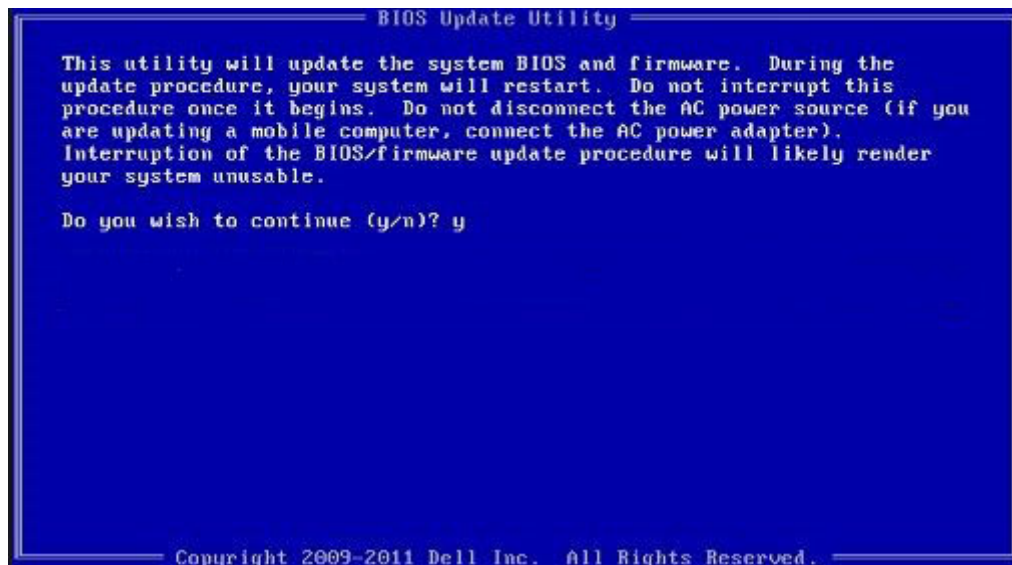 BIOS Update Utility
This utility will update the system BIOS and firmware. During the
update procedure, your system will restart. Do not interrupt this
procedure once it begins. Do not disconnect the AC power source (if you
are updating a mobile computer, connect the AC power adapter).
Interruption of the BIOS/firmware update procedure will likely render
your system unusable.
Do you wish to continue (y/n)? y
Copyright 2009-2011 Dell Inc. All Rights Reserved.